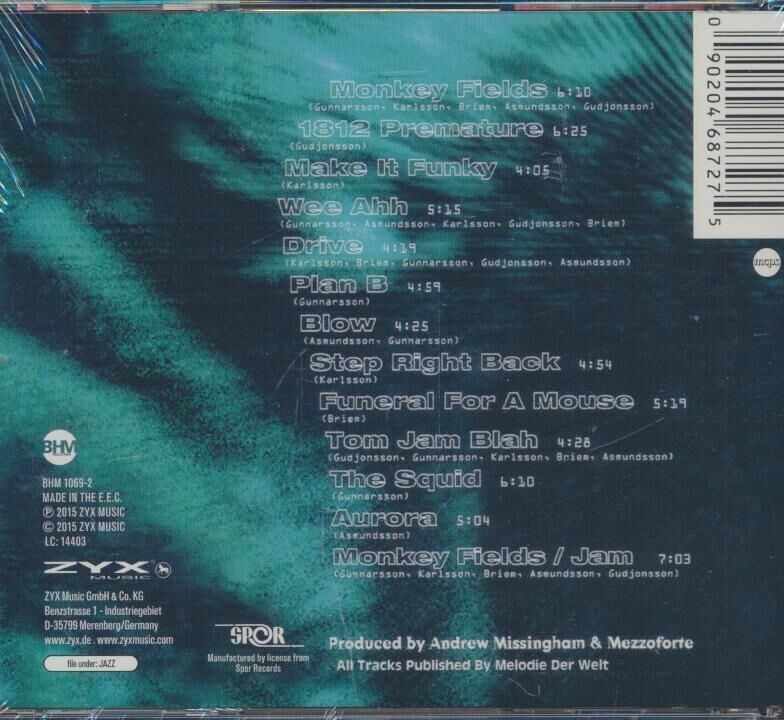 Monkey Fields 6:10
(Gunnarsson, Karlsson, Briem, Asmundsson, Gudjonsson)
1812 Premature 6:25
(Gudjonsson)
Make It Funky 4:05
(Karlsson)
Wee Ahh 5:15
(Gunnarsson, Asmundsson, Karlsson, Gudjonsson, Briem)
Drive 4:19
(Karlsson, Briem, Gunnarsson, Gudjonsson, Asmundsson)
Plan B 4:59
(Gunnarsson)
Blow 4:25
(Asmundsson, Gunnarsson)
Step Right Back 4:54
(Karlsson)
Funeral For A Mouse 5:19
(Briem)
Tom Jam Blah 4:28
(Gudjonsson, Gunnarsson, Karlsson, Briem, Asmundsson)
The Squid 6:10
(Gunnarsson)
Aurora 5:04
(Asmundsson)
Monkey Fields / Jam 7:03
(Gunnarsson, Karlsson, Briem, Asmundsson, Gudjonsson)
0 90204 68727 5
mcps
BHM
BHM 1069-2
MADE IN THE E.E.C.
℗ 2015 ZYX MUSIC
© 2015 ZYX MUSIC
LC: 14403
ZYX
MUSIC
ZYX Music GmbH & Co. KG
Benzstrasse 1 - Industriegebiet
D-35799 Merenberg/Germany
www.zyx.de . www.zyxmusic.com
file under: JAZZ
SPOR
Manufactured by license from
Spor Records
Produced by Andrew Missingham & Mezzoforte
All Tracks Published By Melodie Der Welt